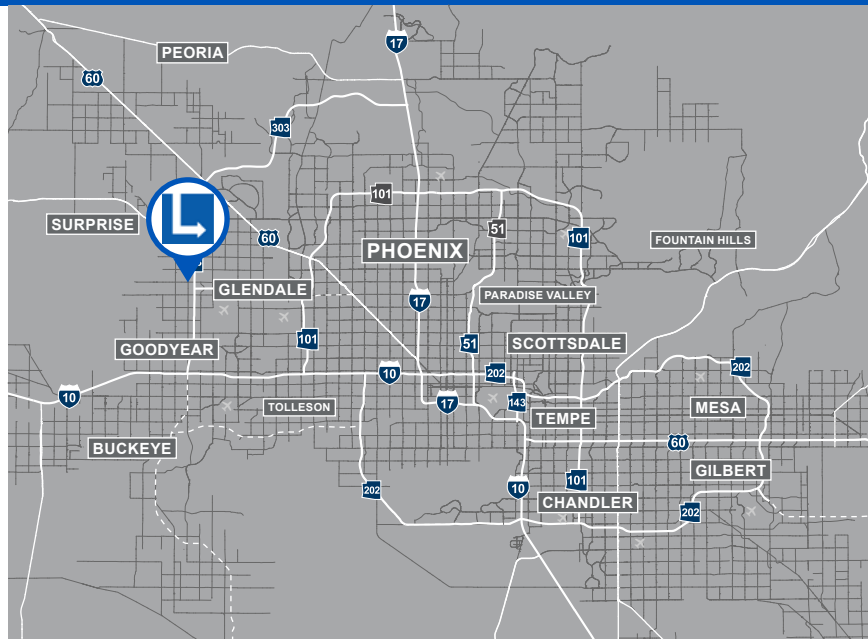 17
PEORIA
60
303
101
SURPRISE
51
60
101
PHOENIX
FOUNTAIN HILLS
GLENDALE
PARADISE VALLEY
17
101
51
SCOTTSDALE
GOODYEAR
202
10
202
10
17
143
TOLLESON
MESA
TEMPE
60
BUCKEYE
GILBERT
101
202
10
CHANDLER
202